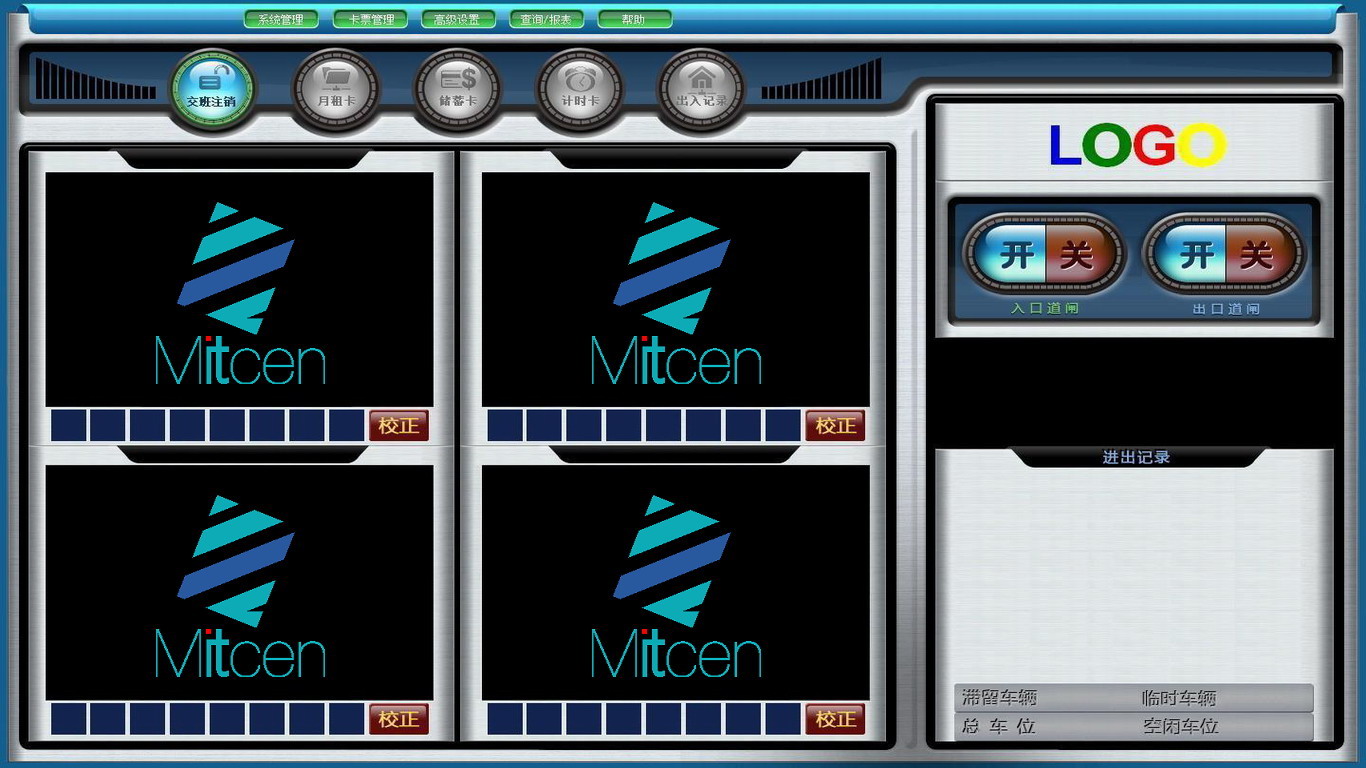 系统管理 卡票管理 高级设置 查询/报表 帮助
交班注销 月租卡 储蓄卡 计时卡 出入记录
LOGO
开 关 开 关
入口道闸 出口道闸
Mitcen Mitcen
校正 校正
进出记录
Mitcen Mitcen
校正 校正
滞留车辆 临时车辆
总 车 位 空闲车位